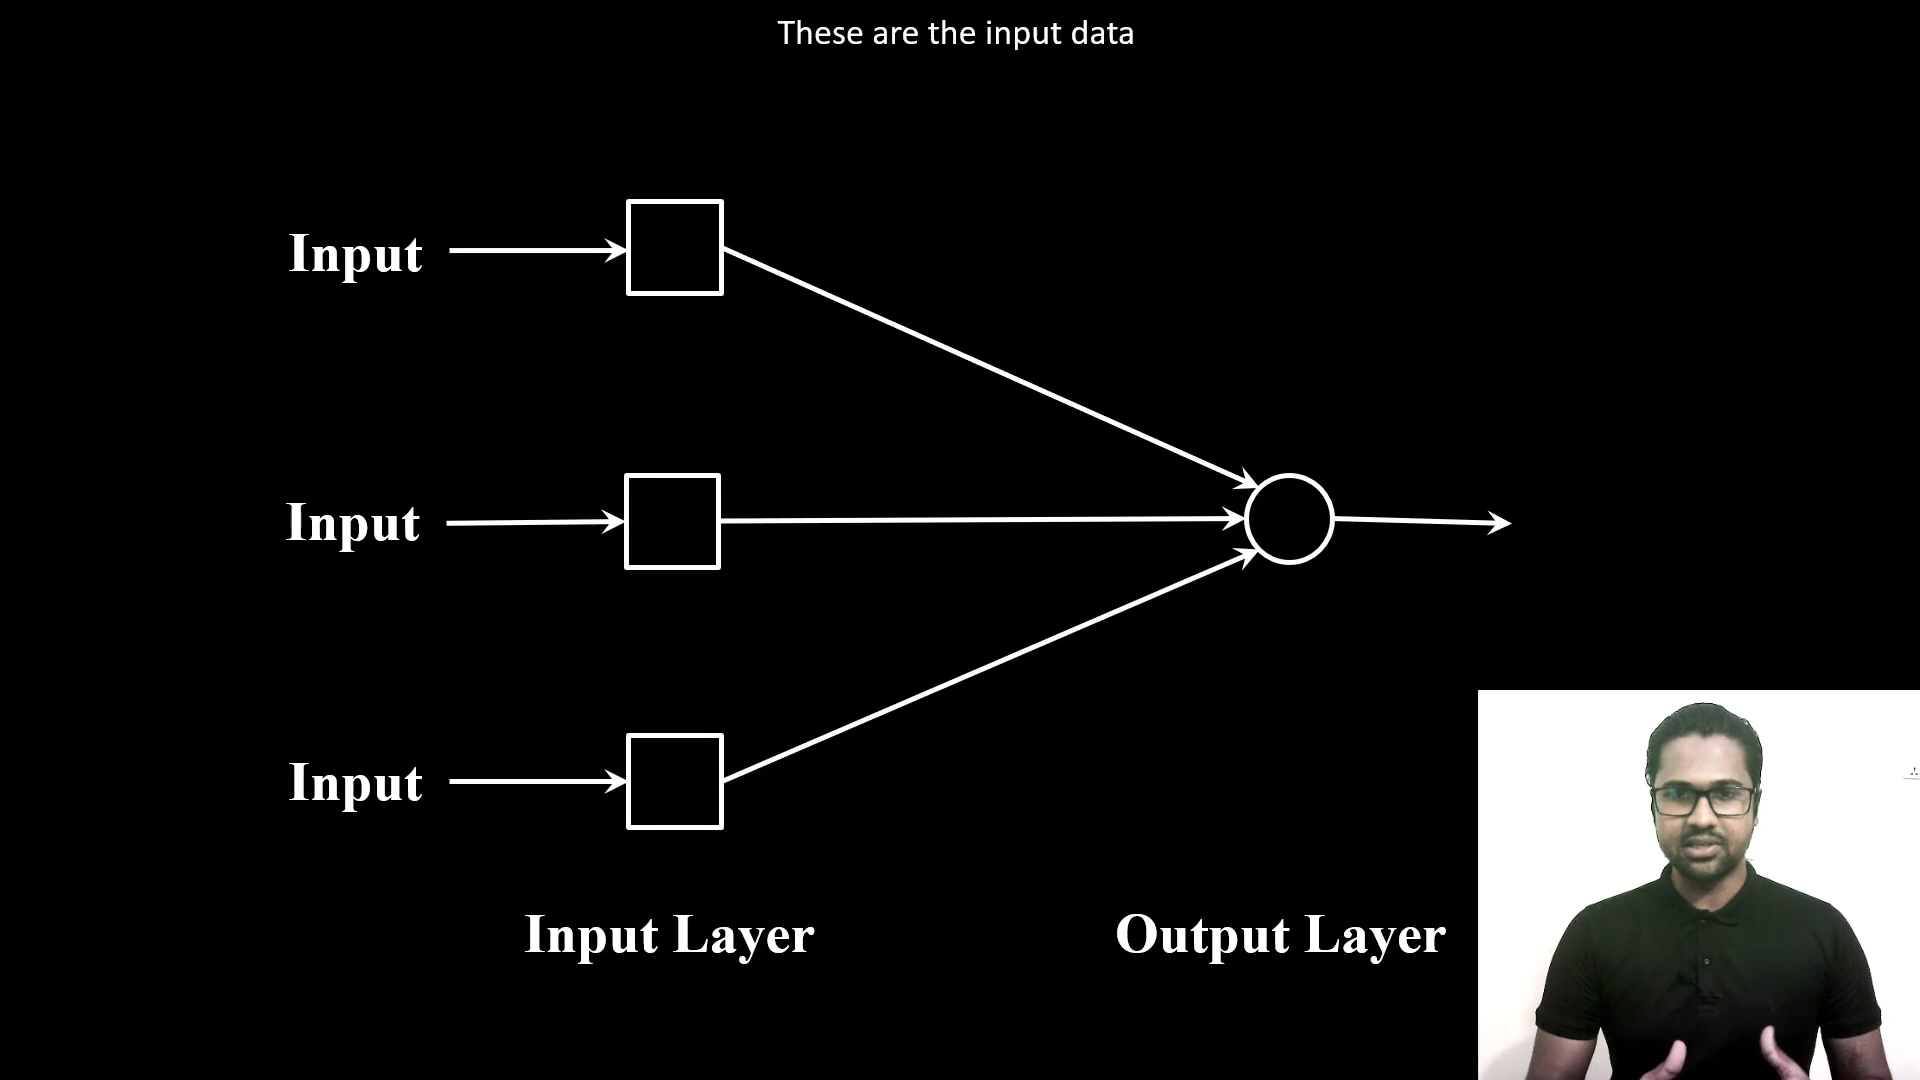 These are the input data
Input
Input
Input
Input Layer
Output Layer